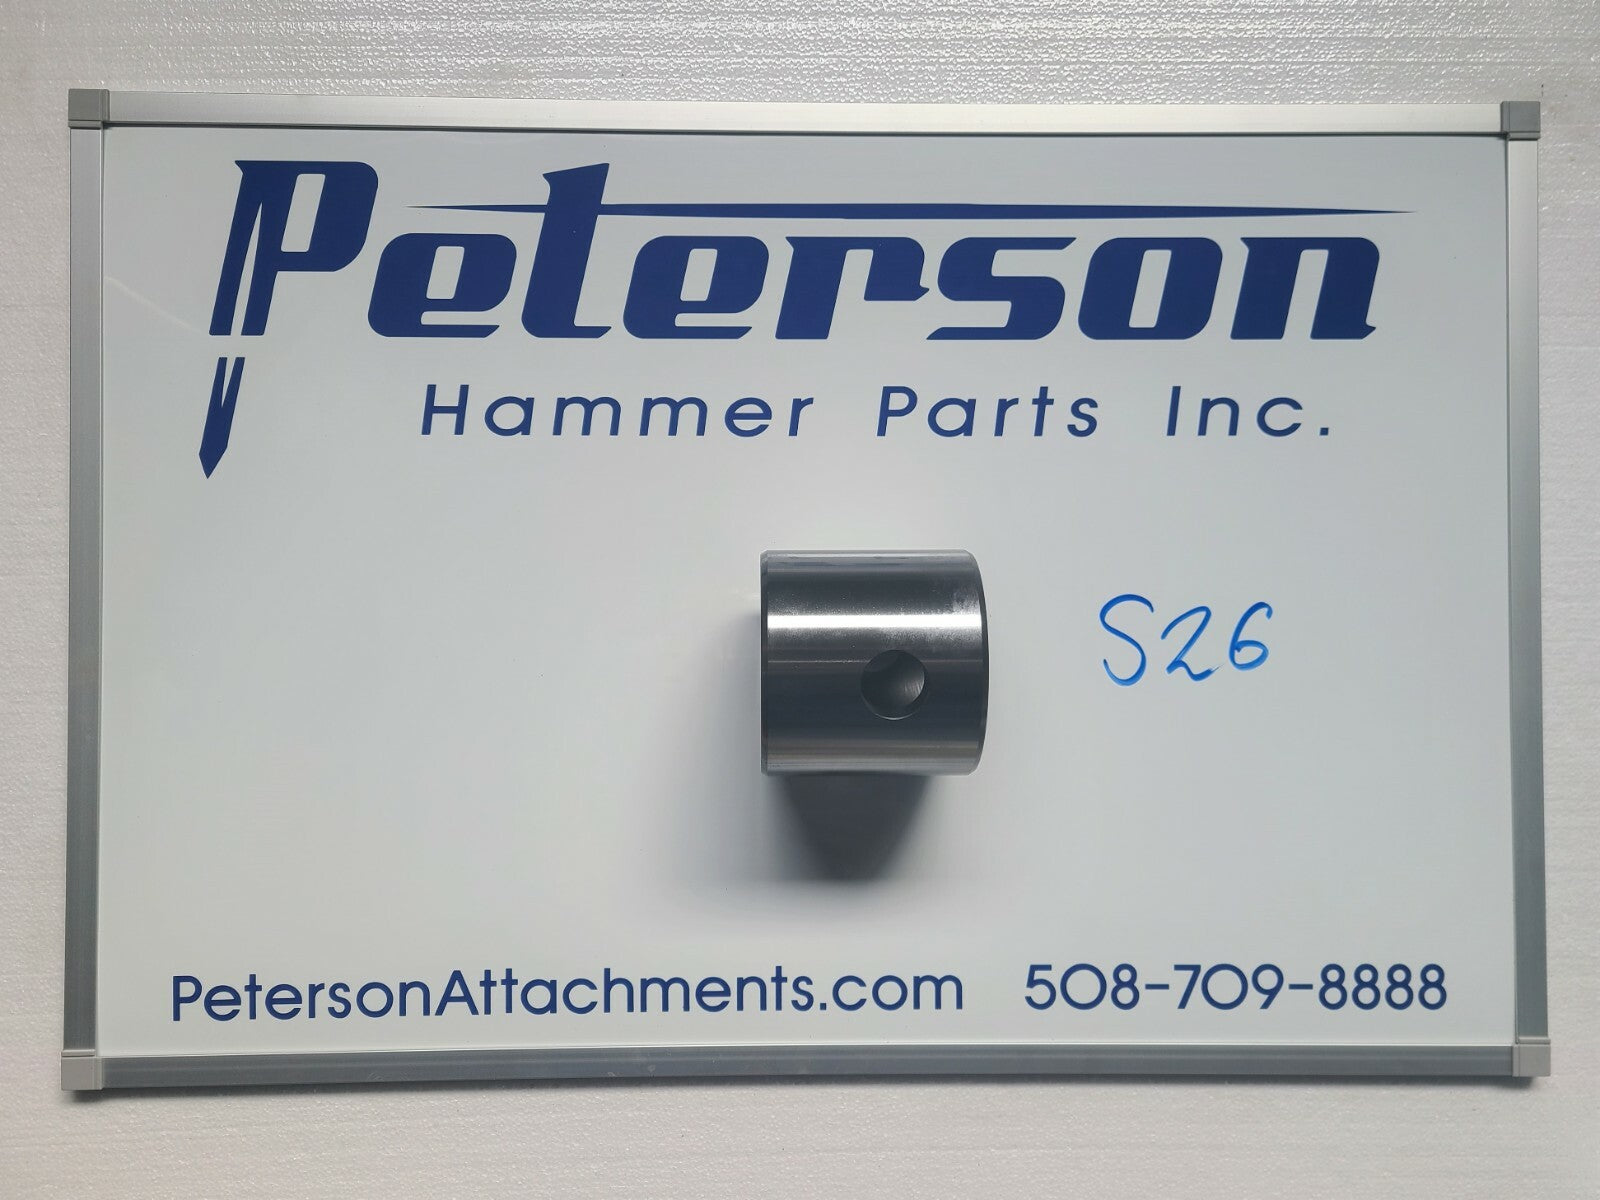 Peterson
Hammer Parts Inc.
S26
PetersonAttachments.com 508-709-8888